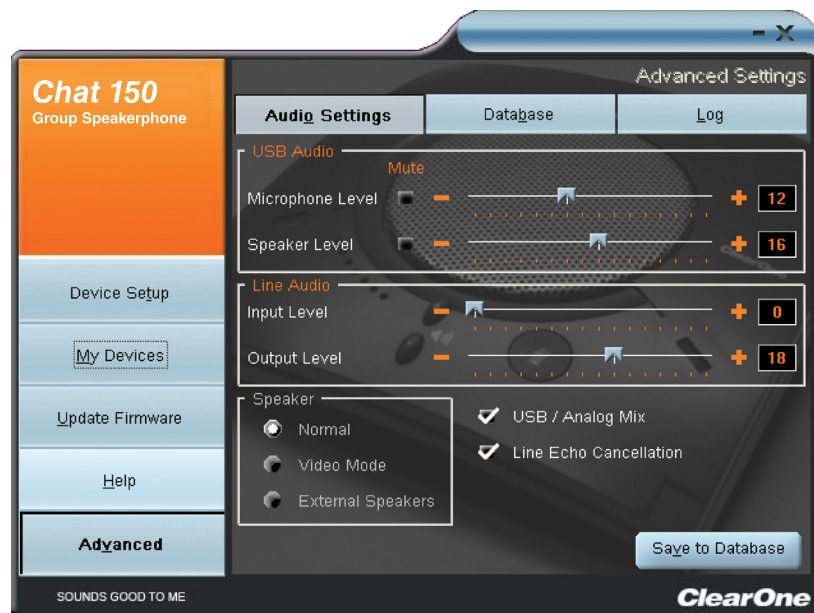 Advanced Settings
Chat 150
Group Speakerphone
Audio Settings
Database
Log
USB Audio
Mute
Microphone Level
12
Speaker Level
16
Line Audio
Input Level
0
Output Level
18
Speaker
Normal
Video Mode
External Speakers
USB / Analog Mix
Line Echo Cancellation
Device Setup
My Devices
Update Firmware
Help
Advanced
Save to Database
SOUNDS GOOD TO ME
ClearOne